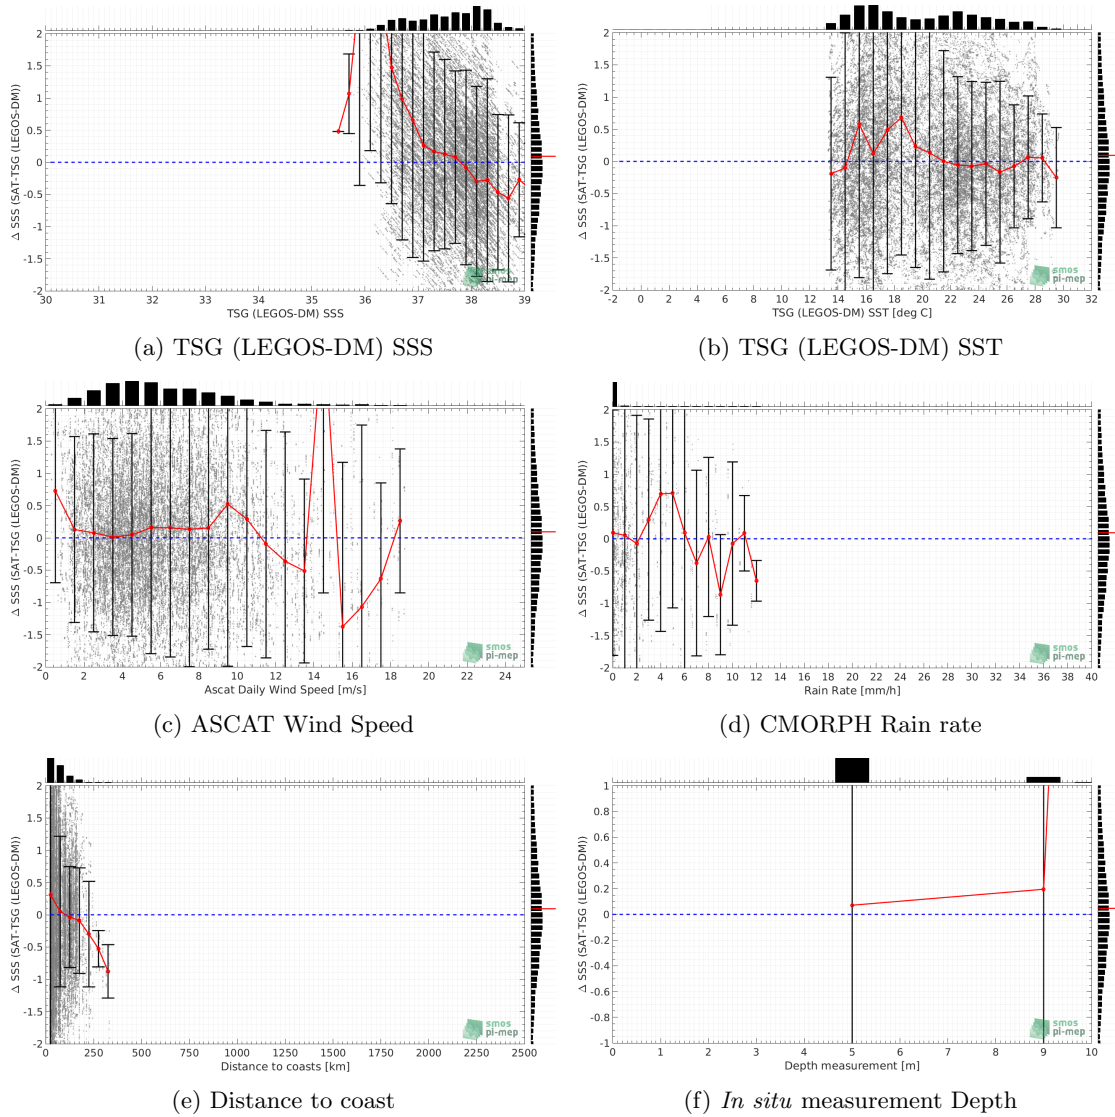 2
1.5
1
0.5
0
-0.5
-1
-1.5
-2
Δ SSS (SAT-TSG (LEGOS-DM))
30 31 32 33 34 35 36 37 38 39
TSG (LEGOS-DM) SSS
smos
pi-mep
(a) TSG (LEGOS-DM) SSS
2
1.5
1
0.5
0
-0.5
-1
-1.5
-2
Δ SSS (SAT-TSG (LEGOS-DM))
-2 0 2 4 6 8 10 12 14 16 18 20 22 24 26 28 30 32
TSG (LEGOS-DM) SST [deg C]
smos
pi-mep
(b) TSG (LEGOS-DM) SST
2
1.5
1
0.5
0
-0.5
-1
-1.5
-2
Δ SSS (SAT-TSG (LEGOS-DM))
0 2 4 6 8 10 12 14 16 18 20 22 24
Ascat Daily Wind Speed [m/s]
smos
pi-mep
(c) ASCAT Wind Speed
2
1.5
1
0.5
0
-0.5
-1
-1.5
-2
Δ SSS (SAT-TSG (LEGOS-DM))
0 2 4 6 8 10 12 14 16 18 20 22 24 26 28 30 32 34 36 38 40
Rain Rate [mm/h]
smos
pi-mep
(d) CMORPH Rain rate
2
1.5
1
0.5
0
-0.5
-1
-1.5
-2
Δ SSS (SAT-TSG (LEGOS-DM))
0 250 500 750 1000 1250 1500 1750 2000 2250 2500
Distance to coasts [km]
smos
pi-mep
(e) Distance to coast
1
0.8
0.6
0.4
0.2
0
-0.2
-0.4
-0.6
-0.8
-1
Δ SSS (SAT-TSG (LEGOS-DM))
0 1 2 3 4 5 6 7 8 9 10
Depth measurement [m]
smos
pi-mep
(f) In situ measurement Depth